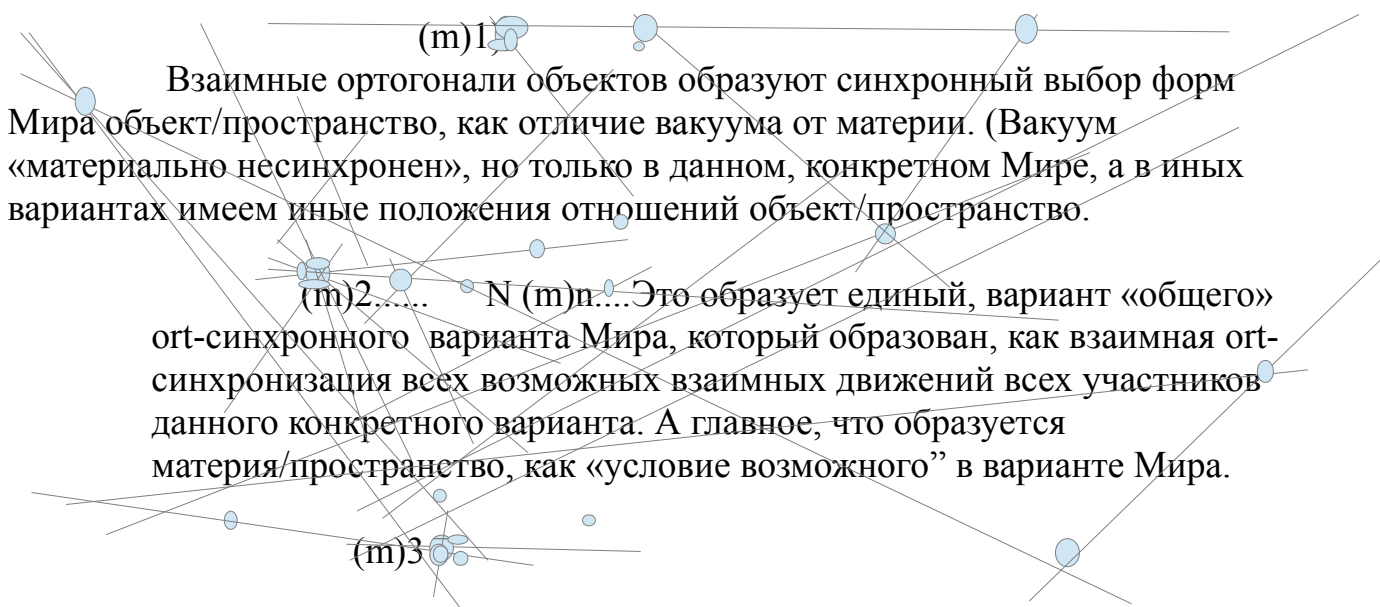 (m)1)
Взаимные ортогонали объектов образуют синхронный выбор форм
Мира объект/пространство, как отличие вакуума от материи. (Вакуум
«материально несинхронен», но только в данном, конкретном Мире, а в иных
вариантах имеем иные положения отношений объект/пространство.
(m)2...... N (m)n....Это образует единый, вариант «общего»
ort-синхронного варианта Мира, который образован, как взаимная ort-
синхронизация всех возможных взаимных движений всех участников
данного конкретного варианта. А главное, что образуется
материя/пространство, как «условие возможного” в варианте Мира.
(m)3